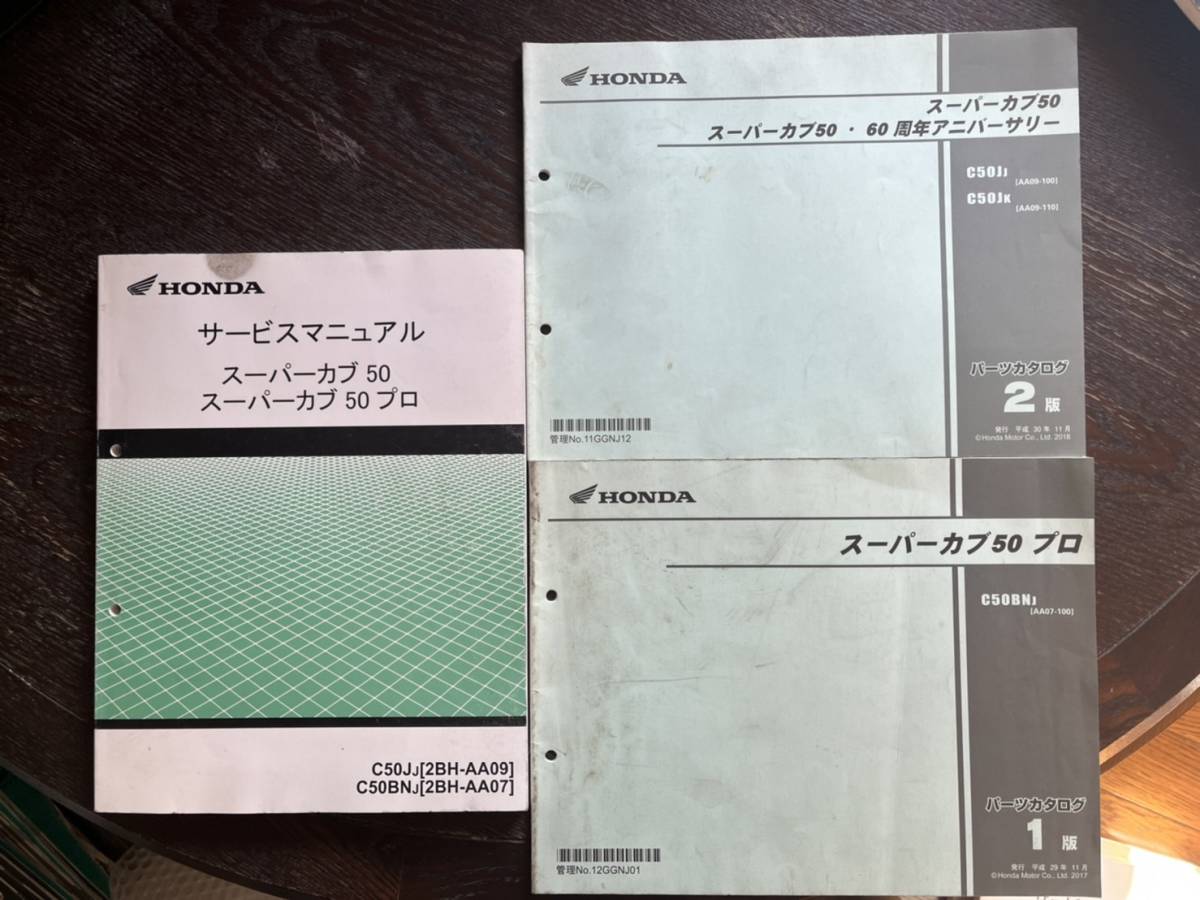 HONDA
サービスマニュアル
スーパーカブ 50
スーパーカブ 50 プロ
C50JJ[2BH-AA09]
C50BNJ[2BH-AA07]
HONDA
スーパーカブ50
スーパーカブ50 ・ 60 周年アニバーサリー
C50JJ
[AA09-100]
C50JK
[AA09-110]
パーツカタログ
2 版
発行 平成 30 年 11 月
©Honda Motor Co., Ltd. 2018
管理No.11GGNJ12
HONDA
スーパーカブ50 プロ
C50BNJ
[AA07-100]
パーツカタログ
1 版
発行 平成 29 年 11 月
©Honda Motor Co., Ltd. 2017
管理No.12GGNJ01